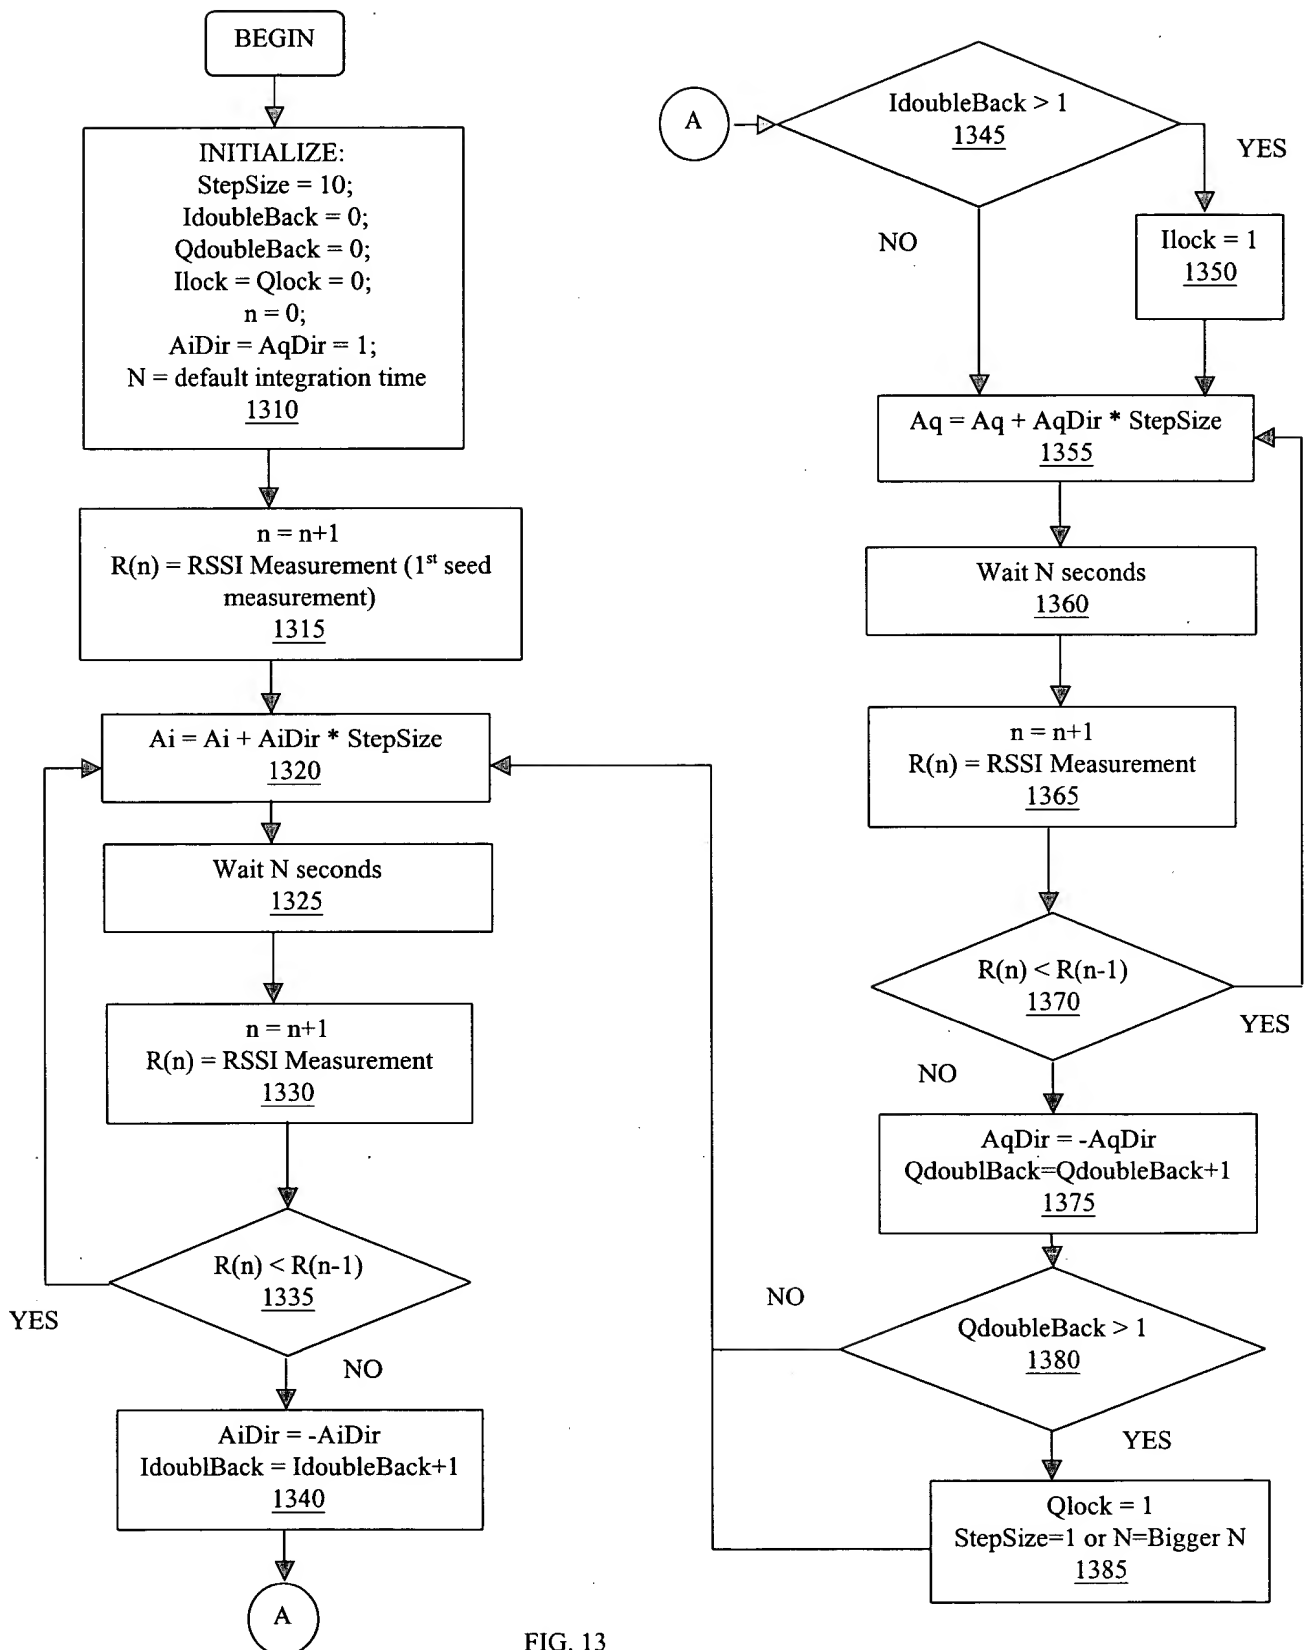 BEGIN
INITIALIZE:
StepSize = 10;
IdoubleBack = 0;
QdoubleBack = 0;
Ilock = Qlock = 0;
n = 0;
AiDir = AqDir = 1;
N = default integration time
1310
n = n+1
R(n) = RSSI Measurement (1st seed
measurement)
1315
Ai = Ai + AiDir * StepSize
1320
Wait N seconds
1325
n = n+1
R(n) = RSSI Measurement
1330
R(n) < R(n-1)
1335
YES
NO
AiDir = -AiDir
IdoublBack = IdoubleBack+1
1340
A
A
IdoubleBack > 1
1345
YES
NO
Ilock = 1
1350
Aq = Aq + AqDir * StepSize
1355
Wait N seconds
1360
n = n+1
R(n) = RSSI Measurement
1365
R(n) < R(n-1)
1370
YES
NO
AqDir = -AqDir
QdoublBack=QdoubleBack+1
1375
NO
QdoubleBack > 1
1380
YES
Qlock = 1
StepSize=1 or N=Bigger N
1385
FIG. 13